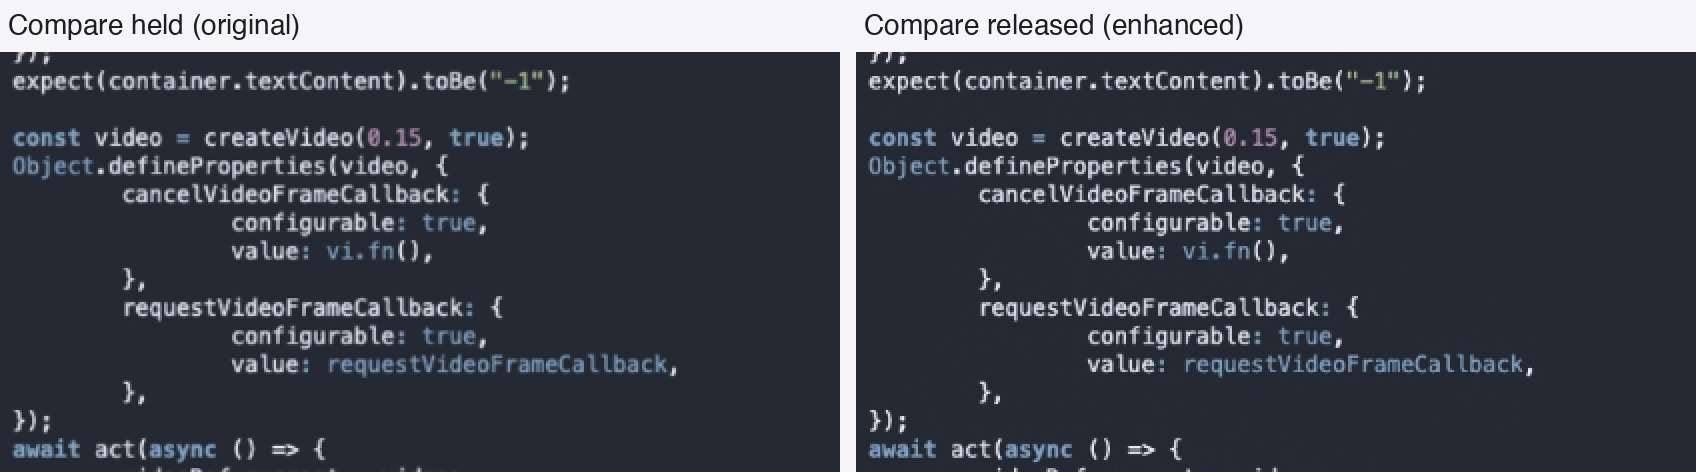 Compare held (original)
});
expect(container.textContent).toBe("-1");
const video = createVideo(0.15, true);
Object.defineProperties(video, {
cancelVideoFrameCallback: {
configurable: true,
value: vi.fn(),
},
requestVideoFrameCallback: {
configurable: true,
value: requestVideoFrameCallback,
},
});
await act(async () => {
Compare released (enhanced)
});
expect(container.textContent).toBe("-1");
const video = createVideo(0.15, true);
Object.defineProperties(video, {
cancelVideoFrameCallback: {
configurable: true,
value: vi.fn(),
},
requestVideoFrameCallback: {
configurable: true,
value: requestVideoFrameCallback,
},
});
await act(async () => {